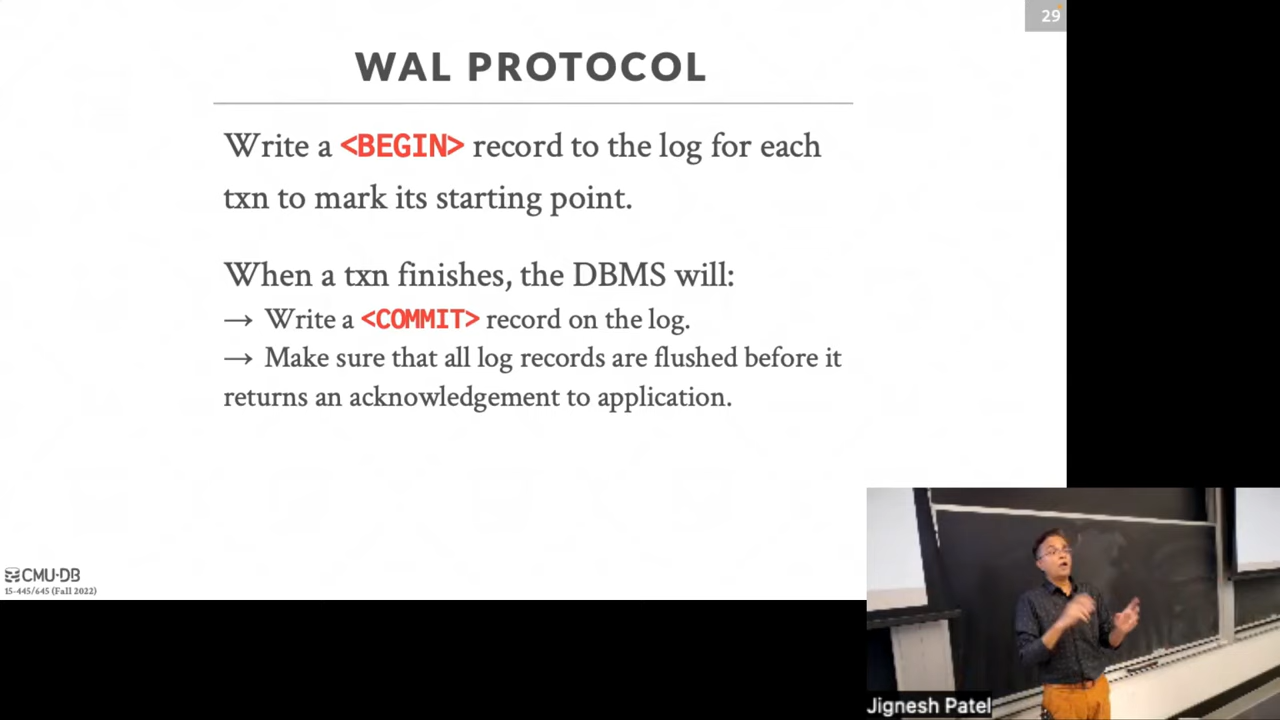 29
WAL PROTOCOL
Write a <BEGIN> record to the log for each
txn to mark its starting point.
When a txn finishes, the DBMS will:
→ Write a <COMMIT> record on the log.
→ Make sure that all log records are flushed before it
returns an acknowledgement to application.
CMU·DB
15-445/645 (Fall 2022)
Jignesh Patel